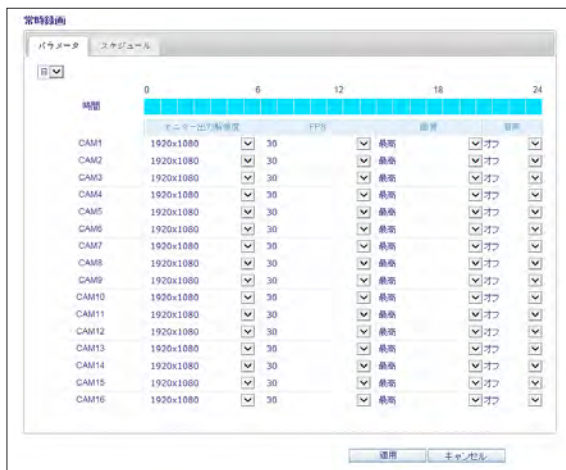 常時録画
パラメータ スケジュール
日
0 6 12 18 24
時間
モニター出力解像度 FPS 画質 音声
CAM1 1920x1080 30 最高 オフ
CAM2 1920x1080 30 最高 オフ
CAM3 1920x1080 30 最高 オフ
CAM4 1920x1080 30 最高 オフ
CAM5 1920x1080 30 最高 オフ
CAM6 1920x1080 30 最高 オフ
CAM7 1920x1080 30 最高 オフ
CAM8 1920x1080 30 最高 オフ
CAM9 1920x1080 30 最高 オフ
CAM10 1920x1080 30 最高 オフ
CAM11 1920x1080 30 最高 オフ
CAM12 1920x1080 30 最高 オフ
CAM13 1920x1080 30 最高 オフ
CAM14 1920x1080 30 最高 オフ
CAM15 1920x1080 30 最高 オフ
CAM16 1920x1080 30 最高 オフ
適用 キャンセル